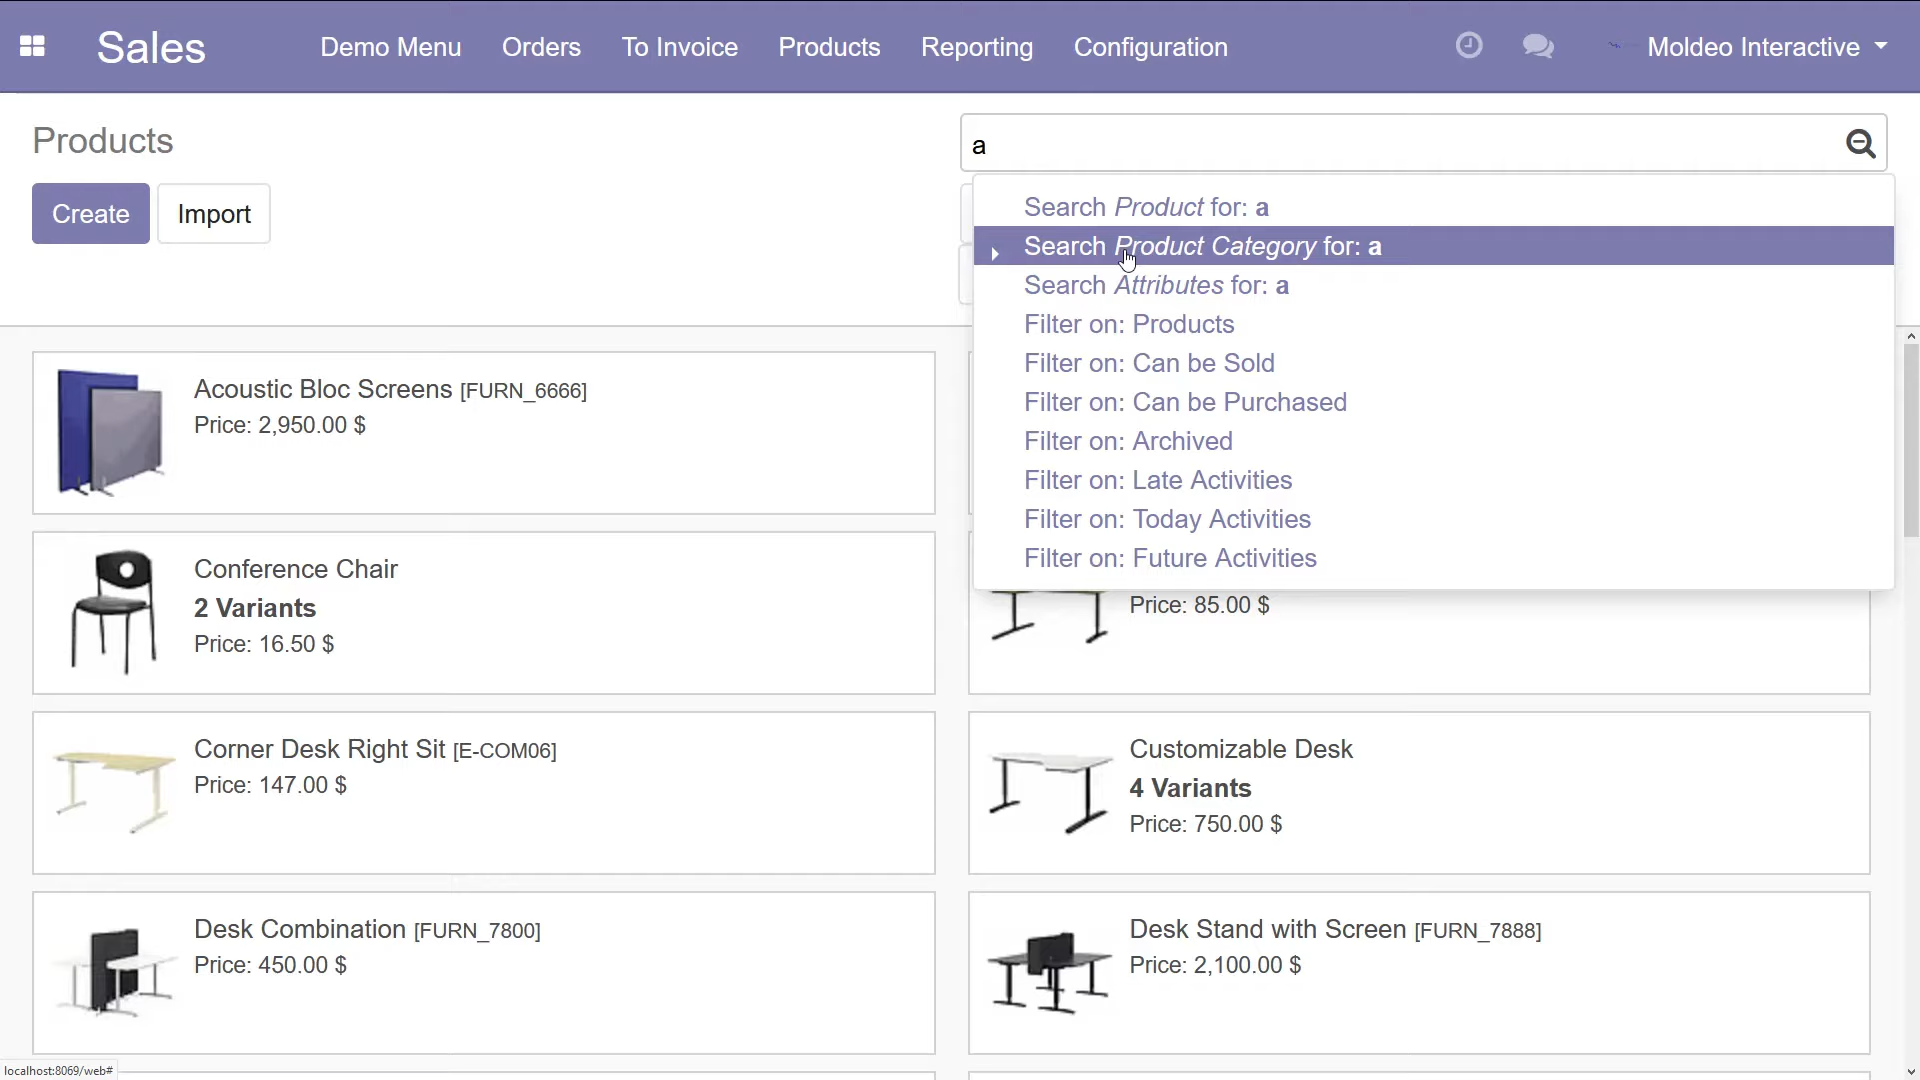 Sales
Demo Menu
Orders
To Invoice
Products
Reporting
Configuration
Moldeo Interactive
Products
a
Create
Import
Search Product for: a
Search Product Category for: a
Search Attributes for: a
Filter on: Products
Filter on: Can be Sold
Filter on: Can be Purchased
Filter on: Archived
Filter on: Late Activities
Filter on: Today Activities
Filter on: Future Activities
Acoustic Bloc Screens [FURN_6666]
Price: 2,950.00 $
Conference Chair
2 Variants
Price: 16.50 $
Price: 85.00 $
Corner Desk Right Sit [E-COM06]
Price: 147.00 $
Customizable Desk
4 Variants
Price: 750.00 $
Desk Combination [FURN_7800]
Price: 450.00 $
Desk Stand with Screen [FURN_7888]
Price: 2,100.00 $
localhost:8069/web#